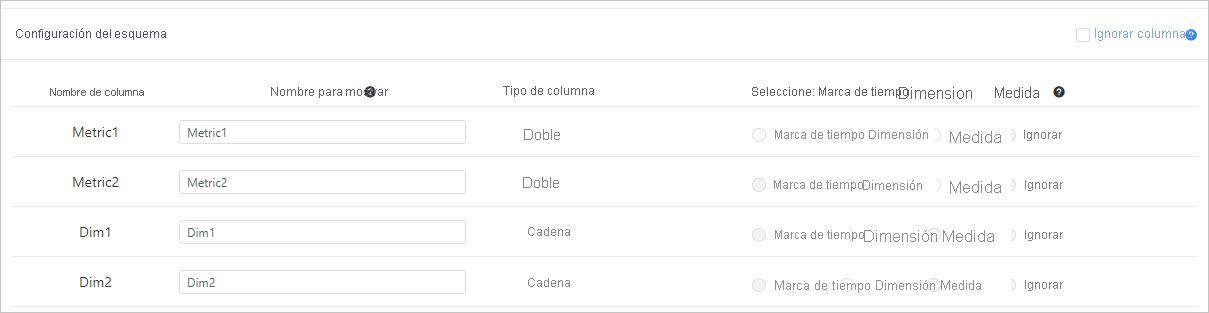 Configuración del esquema Ignorar columna ?
Nombre de columna Nombre para mostrar ? Tipo de columna Seleccione: Marca de tiempo Dimension Medida ?
Metric1 Metric1 Doble Marca de tiempo Dimensión Medida Ignorar
Metric2 Metric2 Doble Marca de tiempo Dimensión Medida Ignorar
Dim1 Dim1 Cadena Marca de tiempo Dimensión Medida Ignorar
Dim2 Dim2 Cadena Marca de tiempo Dimensión Medida Ignorar